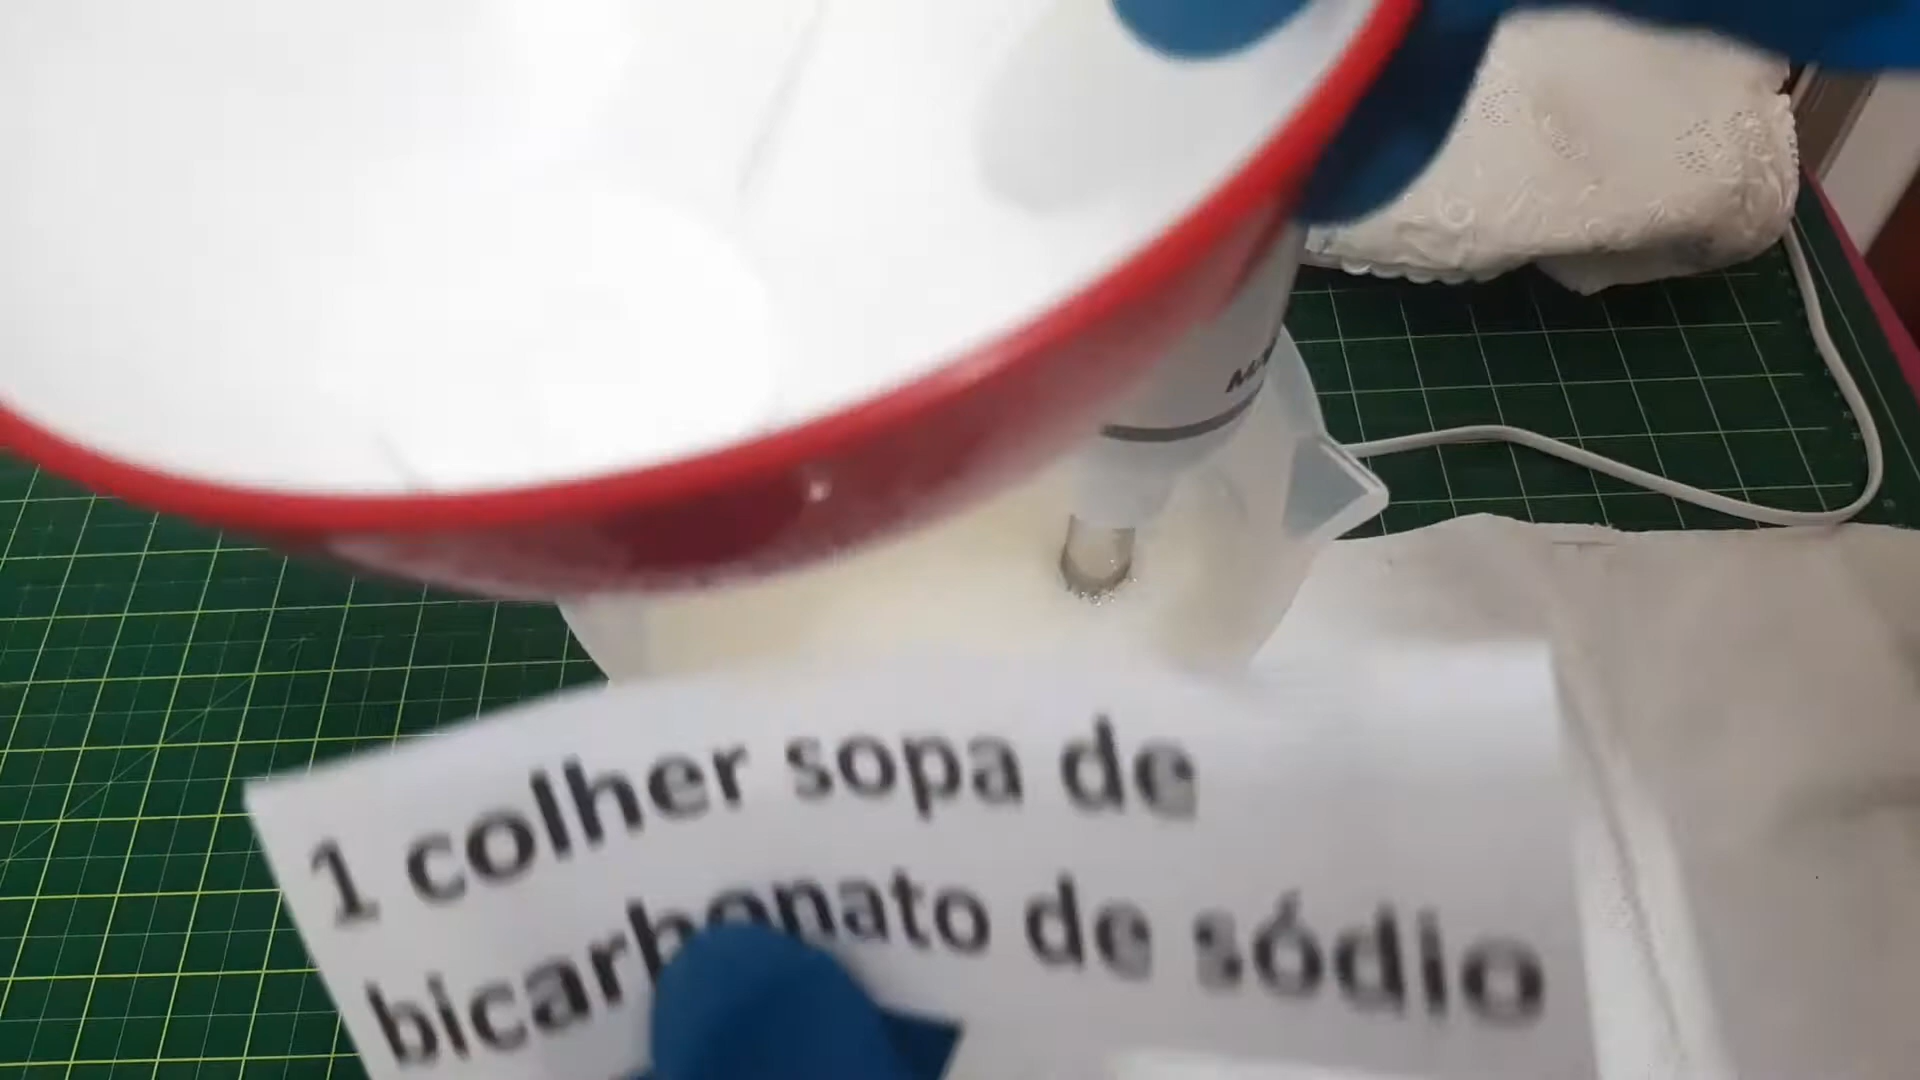 1 colher sopa de
bicarbonato de sódio